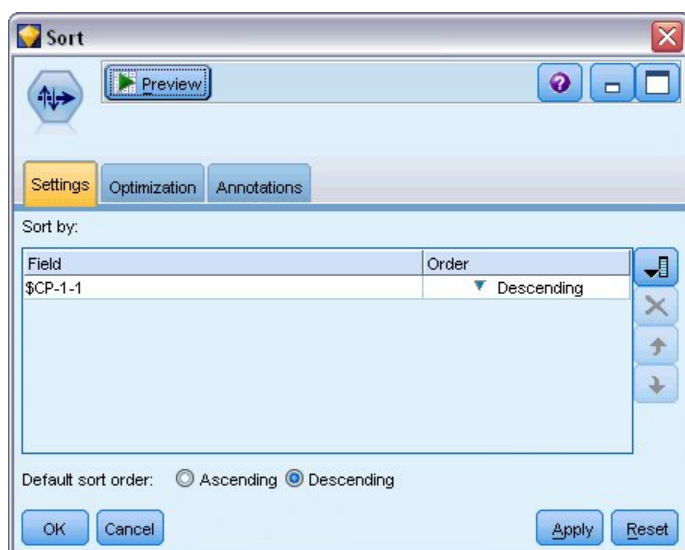 Sort
Preview
Settings Optimization Annotations
Sort by:
Field Order
$CP-1-1 Descending
Default sort order: Ascending Descending
OK Cancel Apply Reset